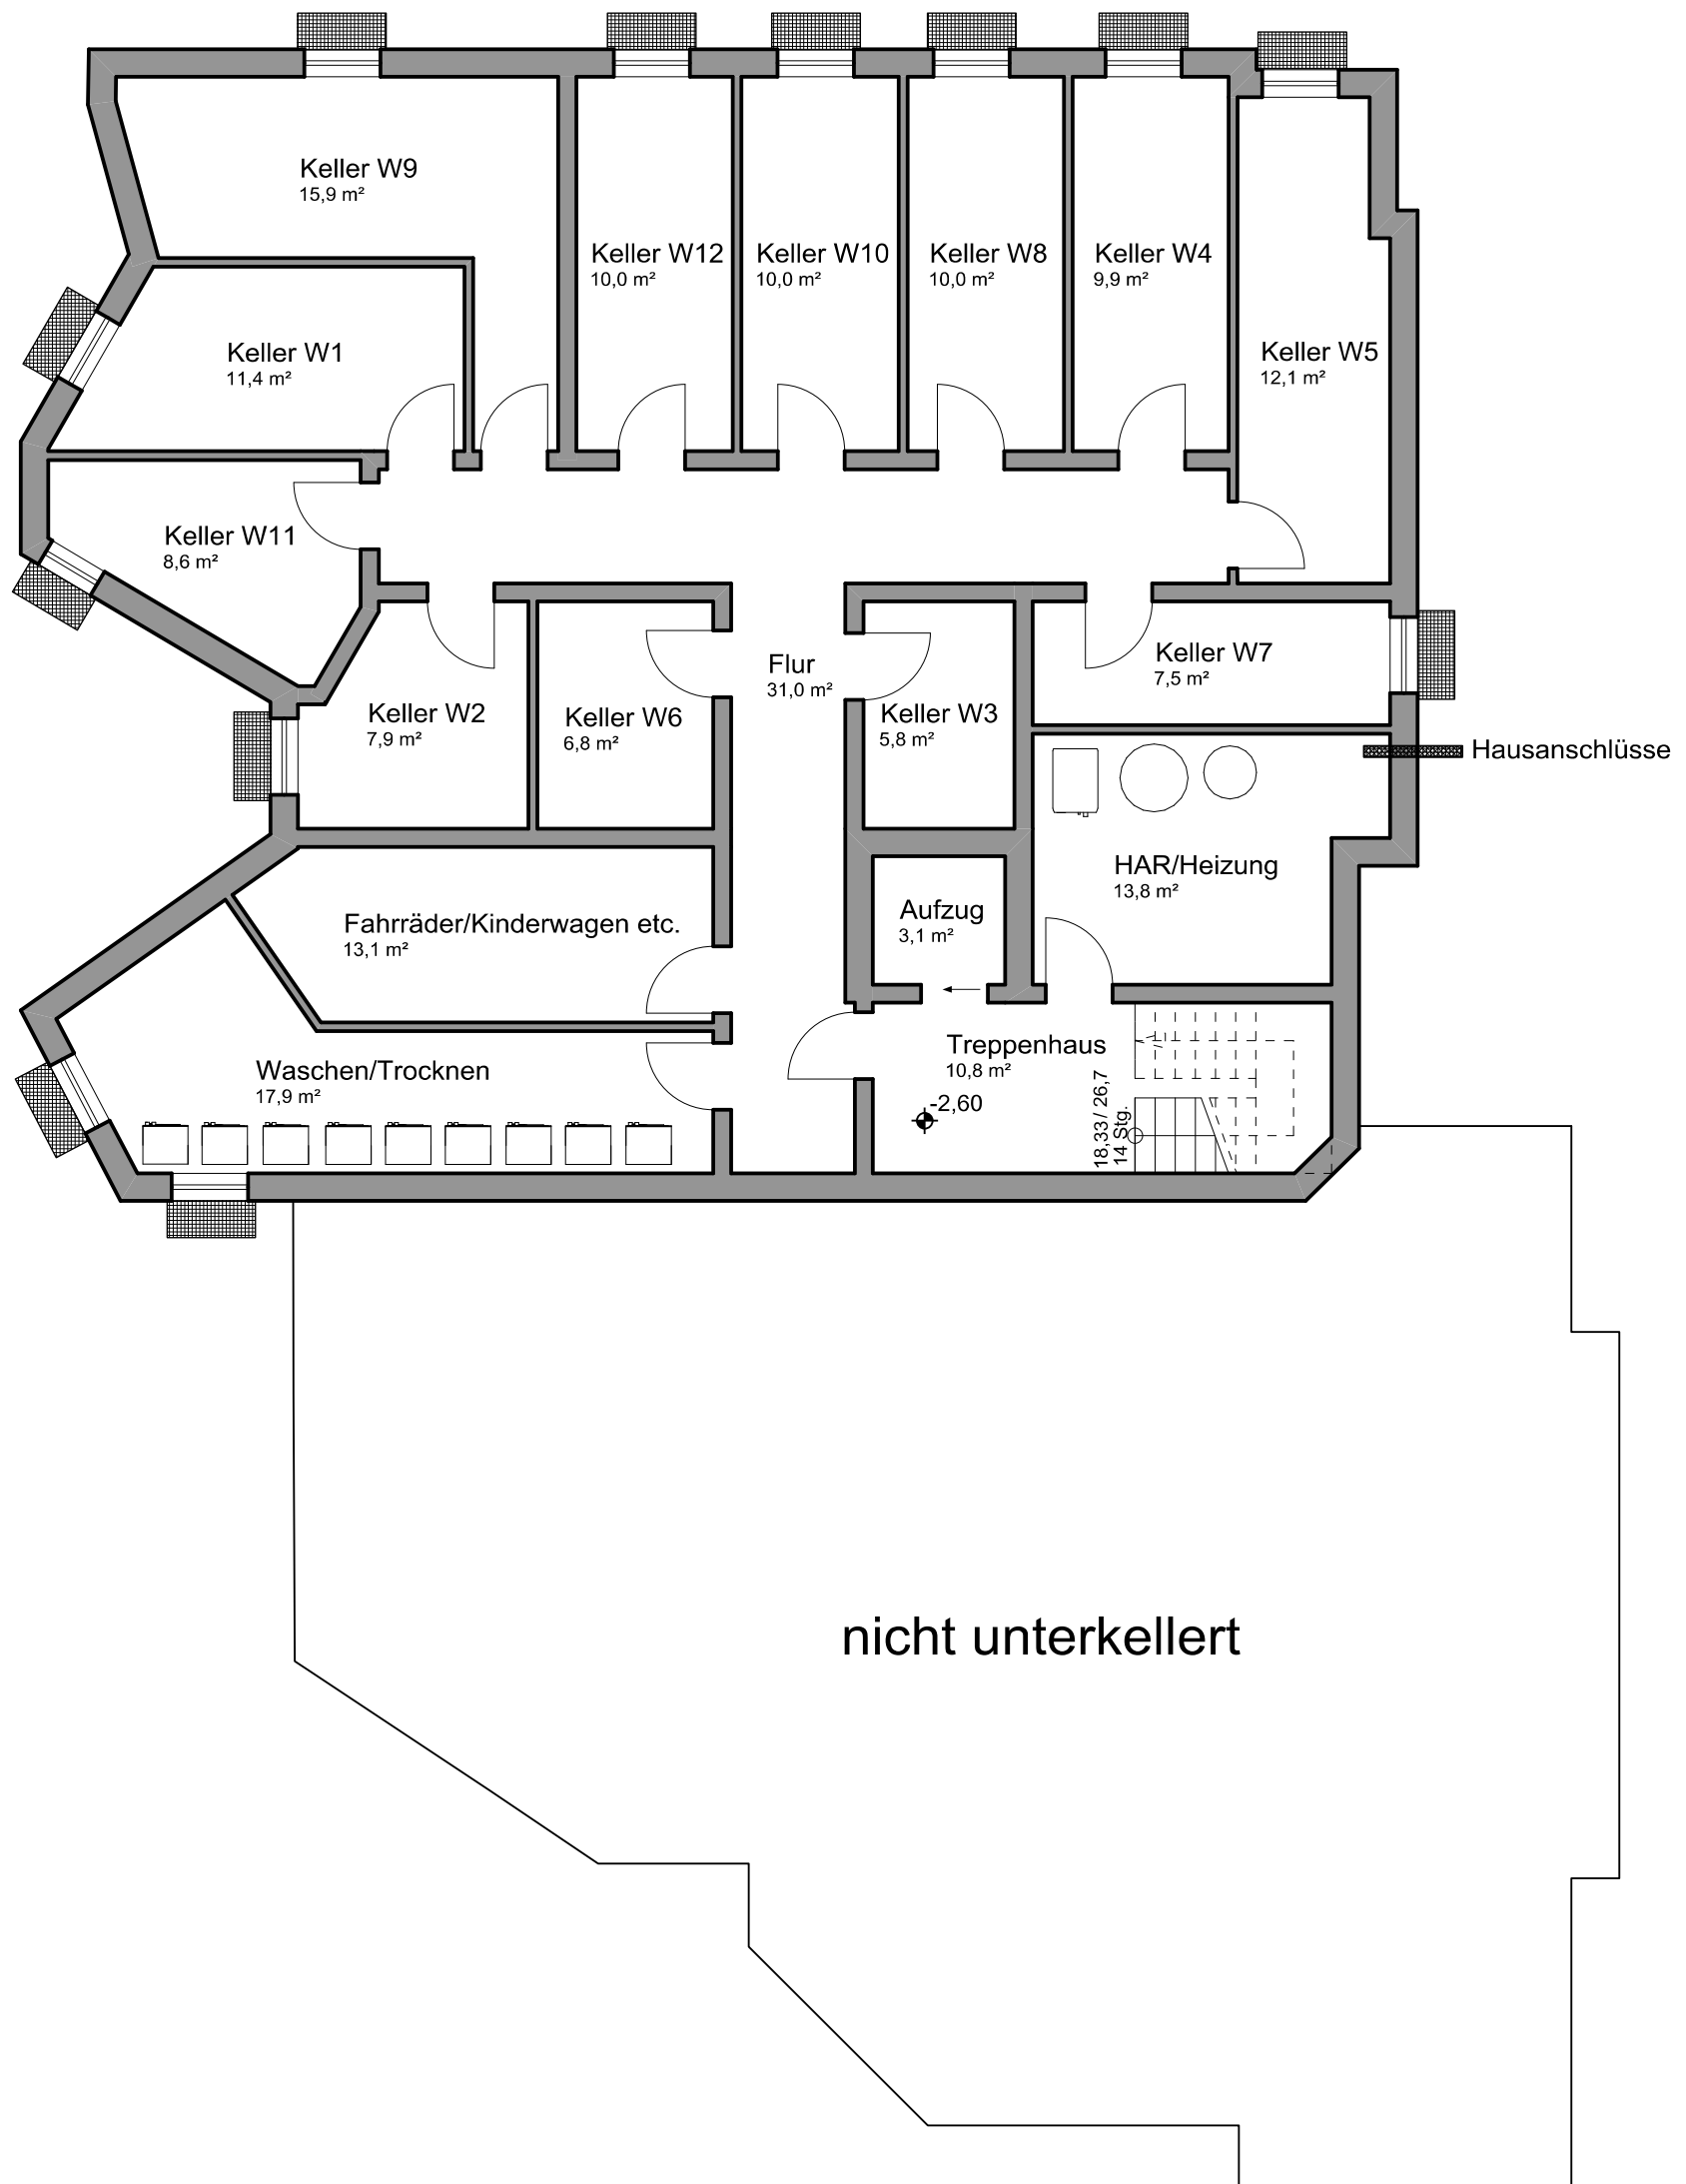 Keller W9
15,9 m²
Keller W12
10,0 m²
Keller W10
10,0 m²
Keller W8
10,0 m²
Keller W4
9,9 m²
Keller W1
11,4 m²
Keller W5
12,1 m²
Keller W11
8,6 m²
Flur
31,0 m²
Keller W7
7,5 m²
Keller W2
7,9 m²
Keller W6
6,8 m²
Keller W3
5,8 m²
Hausanschlüsse
HAR/Heizung
13,8 m²
Fahrräder/Kinderwagen etc.
13,1 m²
Aufzug
3,1 m²
Treppenhaus
10,8 m²
Waschen/Trocknen
17,9 m²
-2,60
18,33 / 26,7
14 Stg.
nicht unterkellert